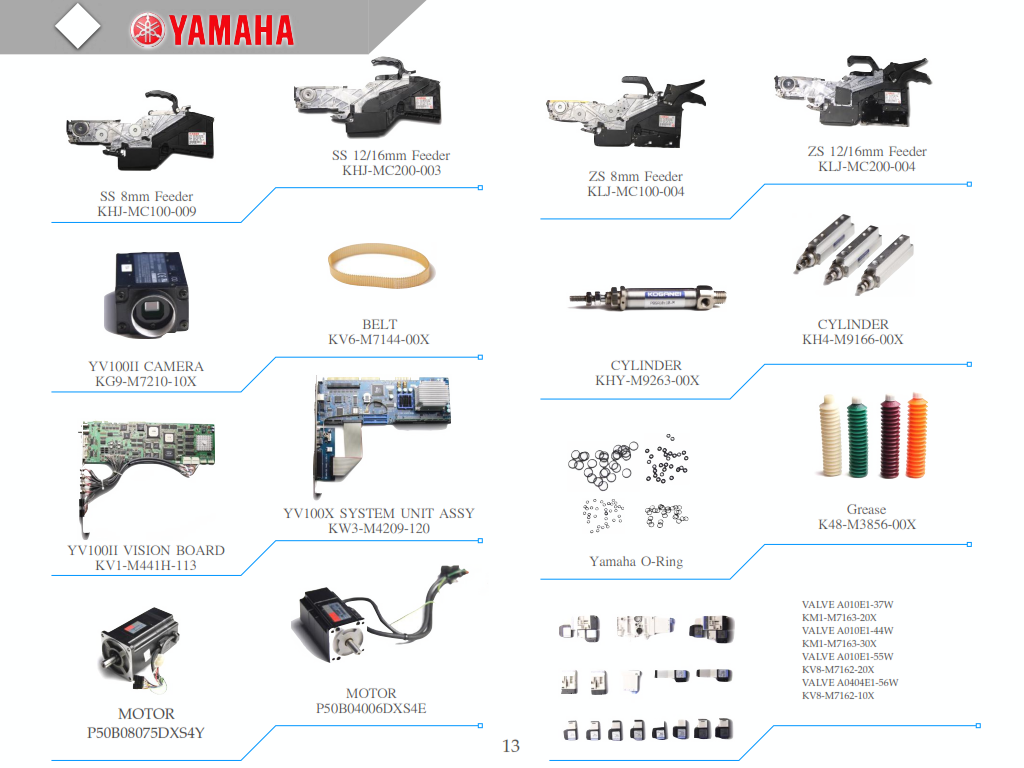 YAMAHA
SS 8mm Feeder
KHJ-MC100-009
SS 12/16mm Feeder
KHJ-MC200-003
ZS 8mm Feeder
KLJ-MC100-004
ZS 12/16mm Feeder
KLJ-MC200-004
YV100II CAMERA
KG9-M7210-10X
BELT
KV6-M7144-00X
KOGANEI
CYLINDER
KHY-M9263-00X
CYLINDER
KH4-M9166-00X
YV100II VISION BOARD
KV1-M441H-113
YV100X SYSTEM UNIT ASSY
KW3-M4209-120
Yamaha O-Ring
Grease
K48-M3856-00X
MOTOR
P50B08075DXS4Y
MOTOR
P50B04006DXS4E
VALVE A010E1-37W
KM1-M7163-20X
VALVE A010E1-44W
KM1-M7163-30X
VALVE A010E1-55W
KV8-M7162-20X
VALVE A0404E1-56W
KV8-M7162-10X
13